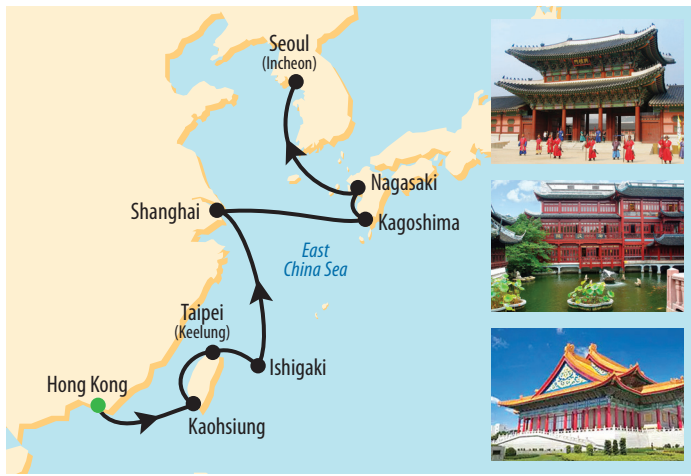 Seoul
(Incheon)
Nagasaki
Shanghai
Kagoshima
East
China Sea
Taipei
(Keelung)
Ishigaki
Hong Kong
Kaohsiung